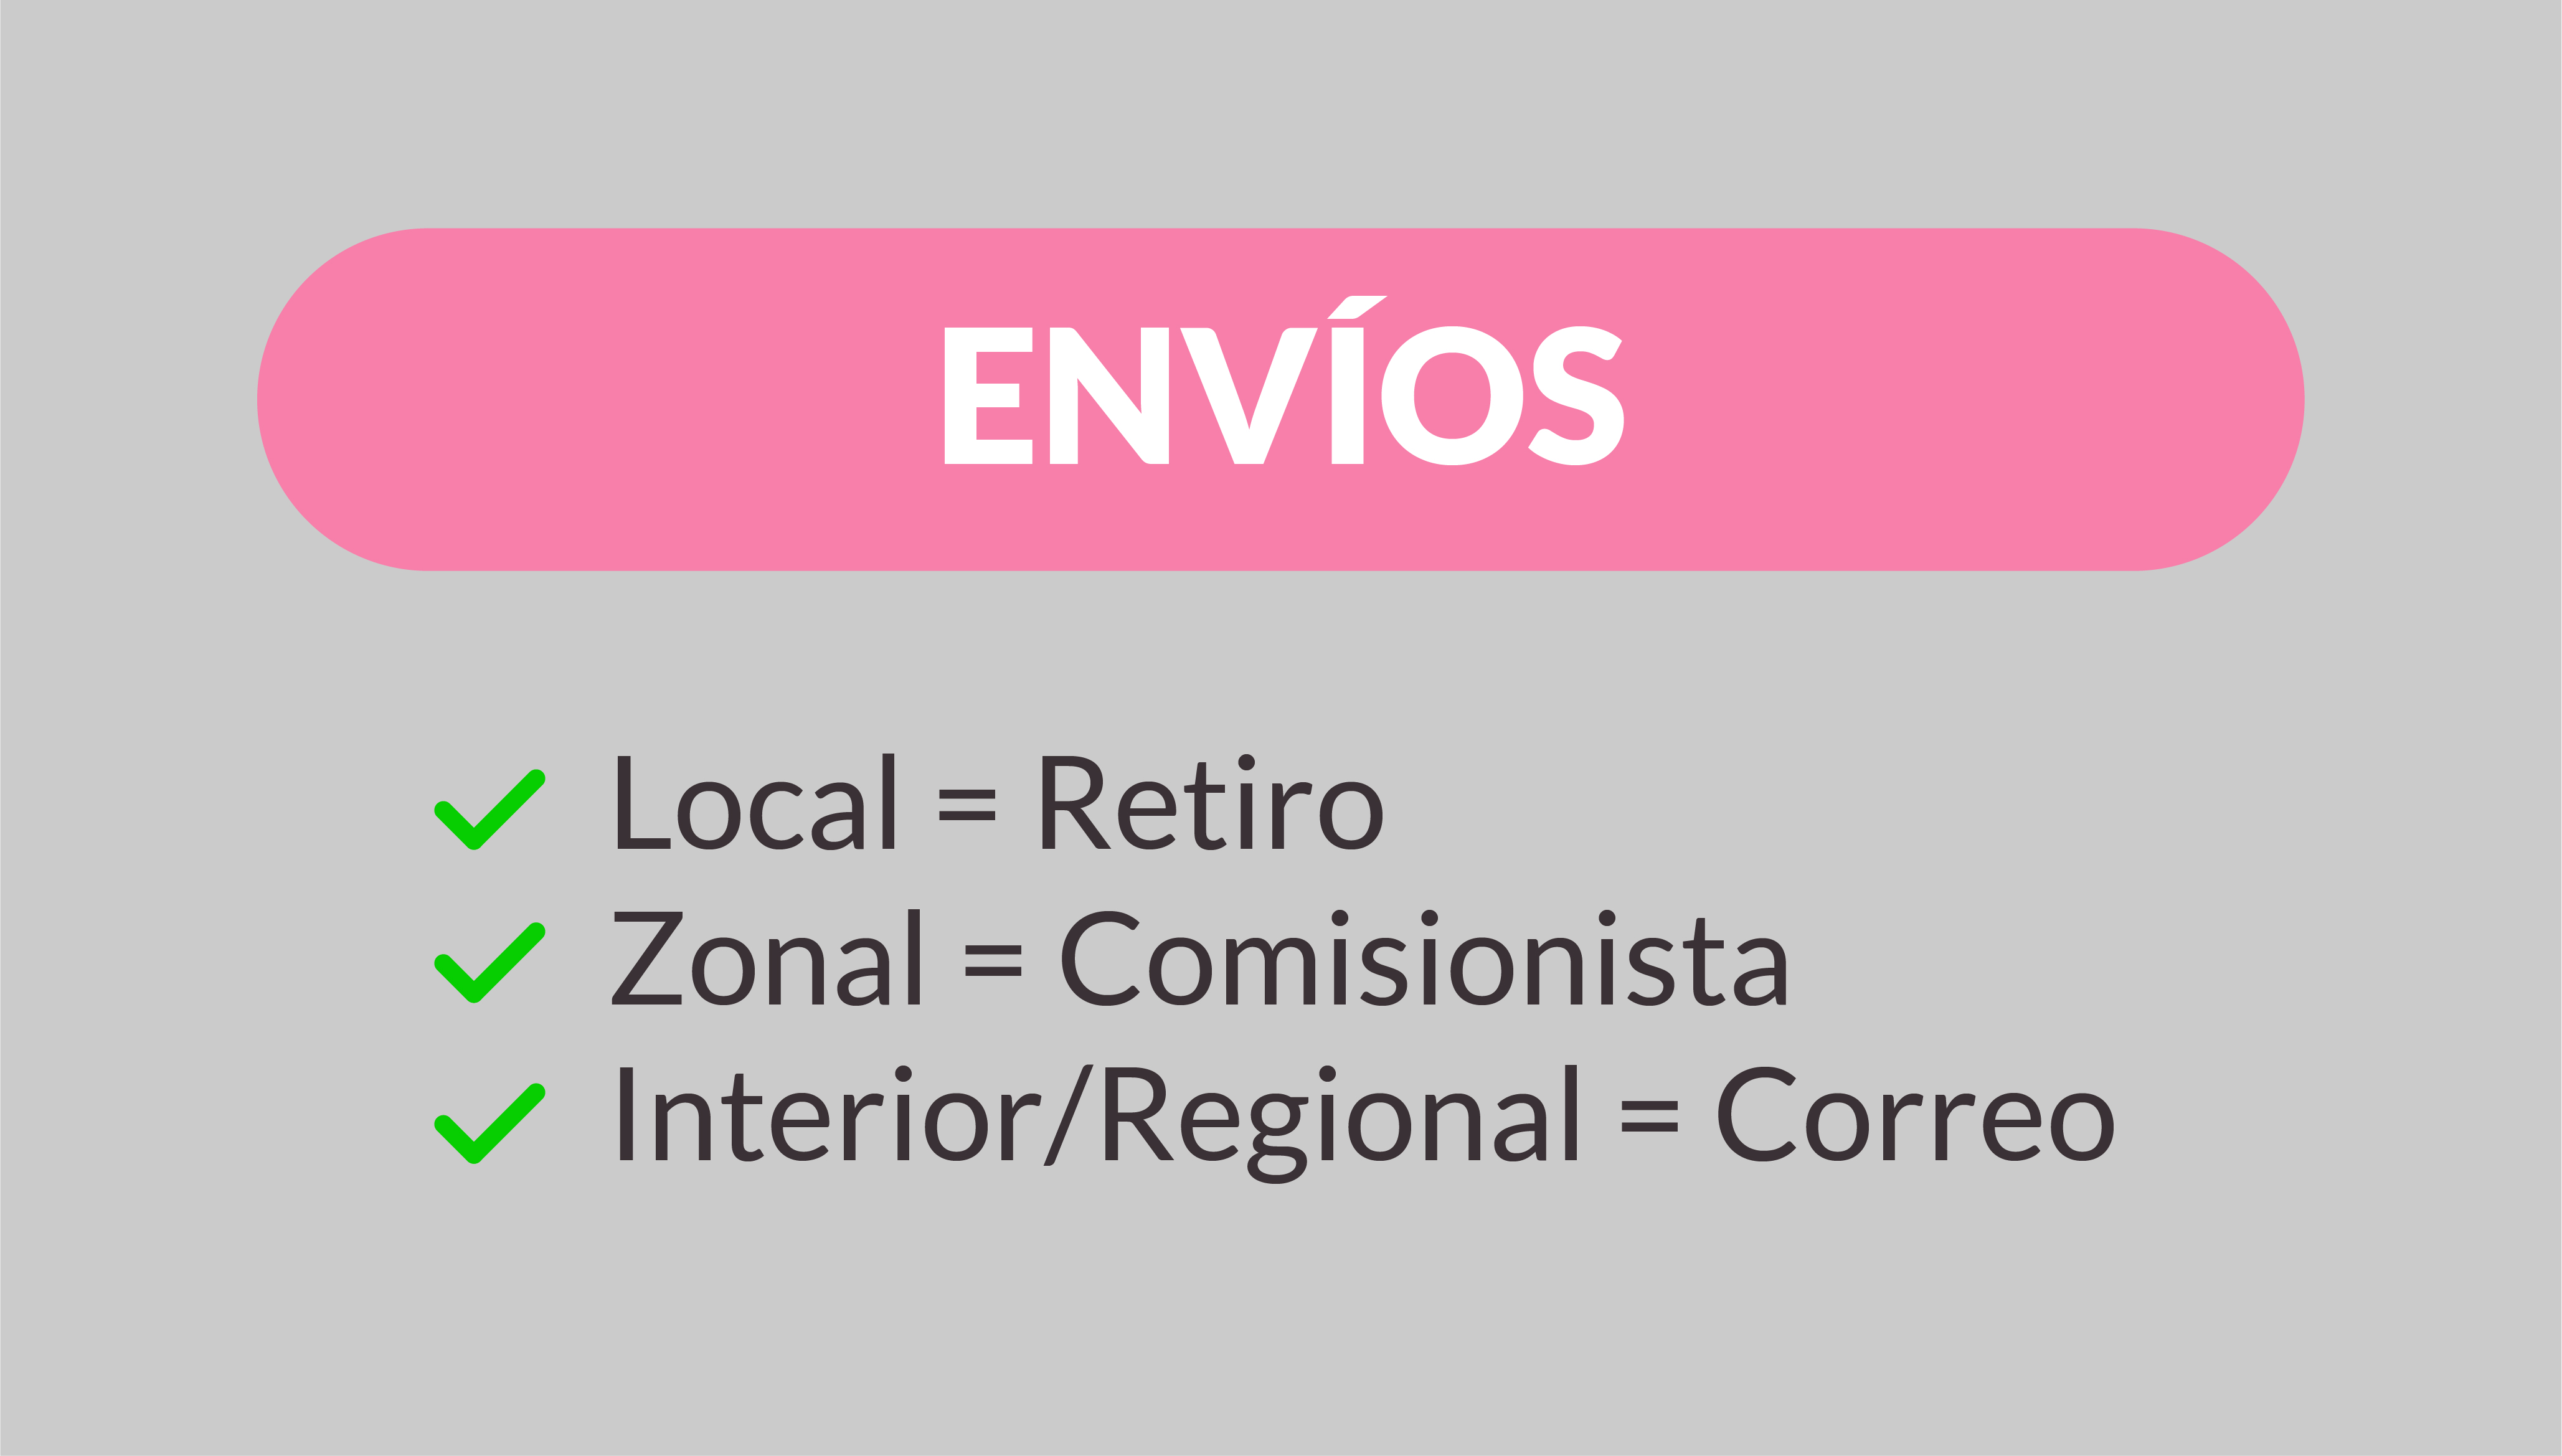 ENVÍOS
Local = Retiro
Zonal = Comisionista
Interior/Regional = Correo